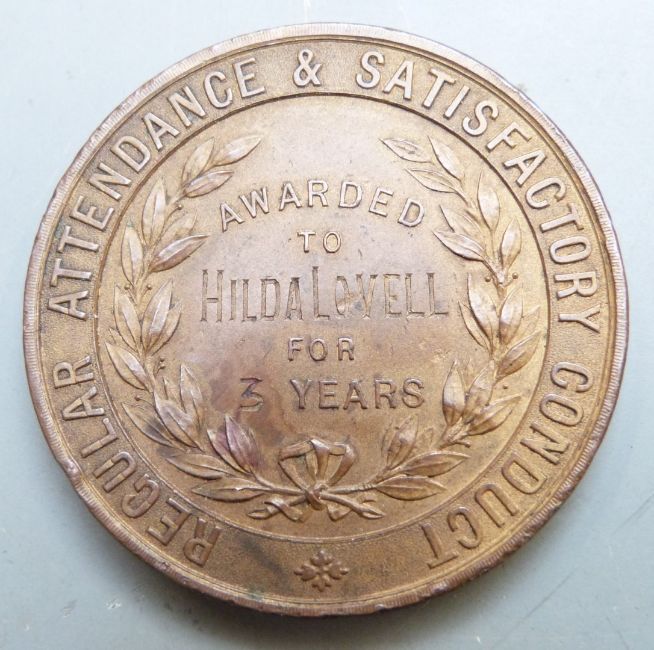 REGULAR ATTENDANCE & SATISFACTORY CONDUCT
AWARDED
TO
HILDA LOVELL
FOR
3 YEARS